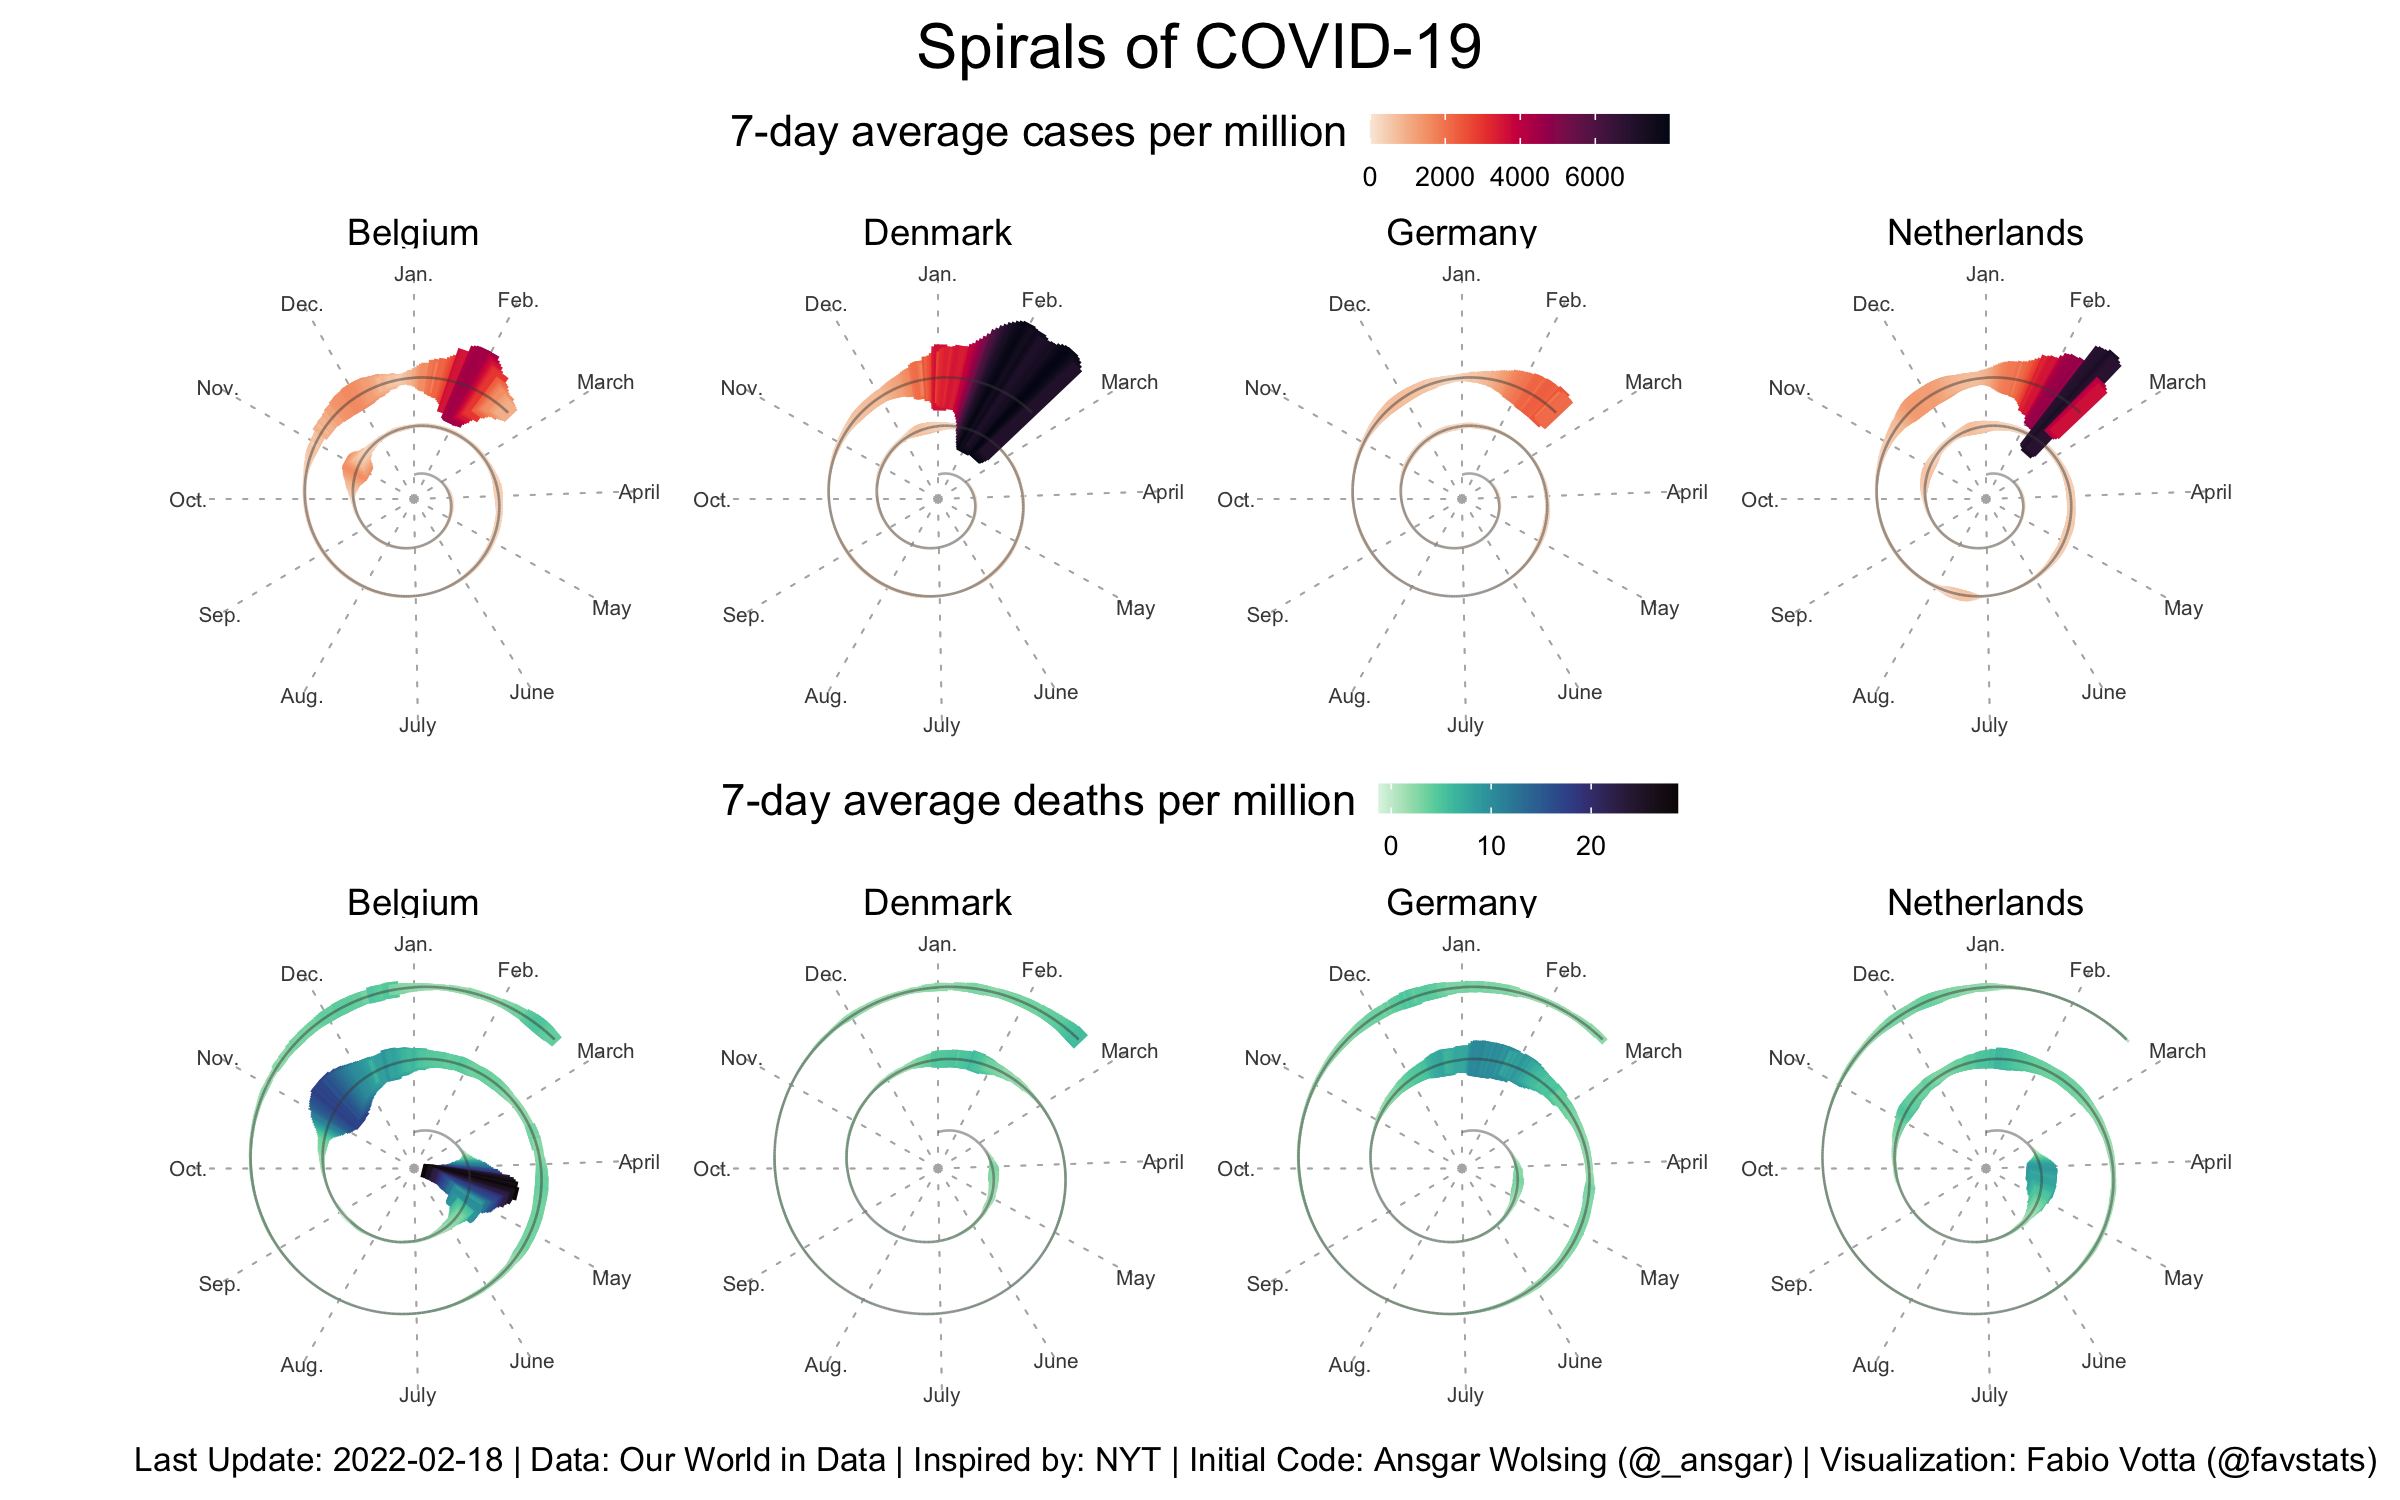 Spirals of COVID-19
7-day average cases per million
0 2000 4000 6000
Belgium Denmark Germany Netherlands
Jan. Jan. Jan. Jan.
Dec. Feb. Dec. Feb. Dec. Feb. Dec. Feb.
Nov. March Nov. March Nov. March Nov. March
Oct. April Oct. April Oct. April Oct. April
Sep. May Sep. May Sep. May Sep. May
Aug. June Aug. June Aug. June Aug. June
July July July July
7-day average deaths per million
0 10 20
Belgium Denmark Germany Netherlands
Jan. Jan. Jan. Jan.
Dec. Feb. Dec. Feb. Dec. Feb. Dec. Feb.
Nov. March Nov. March Nov. March Nov. March
Oct. April Oct. April Oct. April Oct. April
Sep. May Sep. May Sep. May Sep. May
Aug. June Aug. June Aug. June Aug. June
July July July July
Last Update: 2022-02-18 | Data: Our World in Data | Inspired by: NYT | Initial Code: Ansgar Wolsing (@_ansgar) | Visualization: Fabio Votta (@favstats)